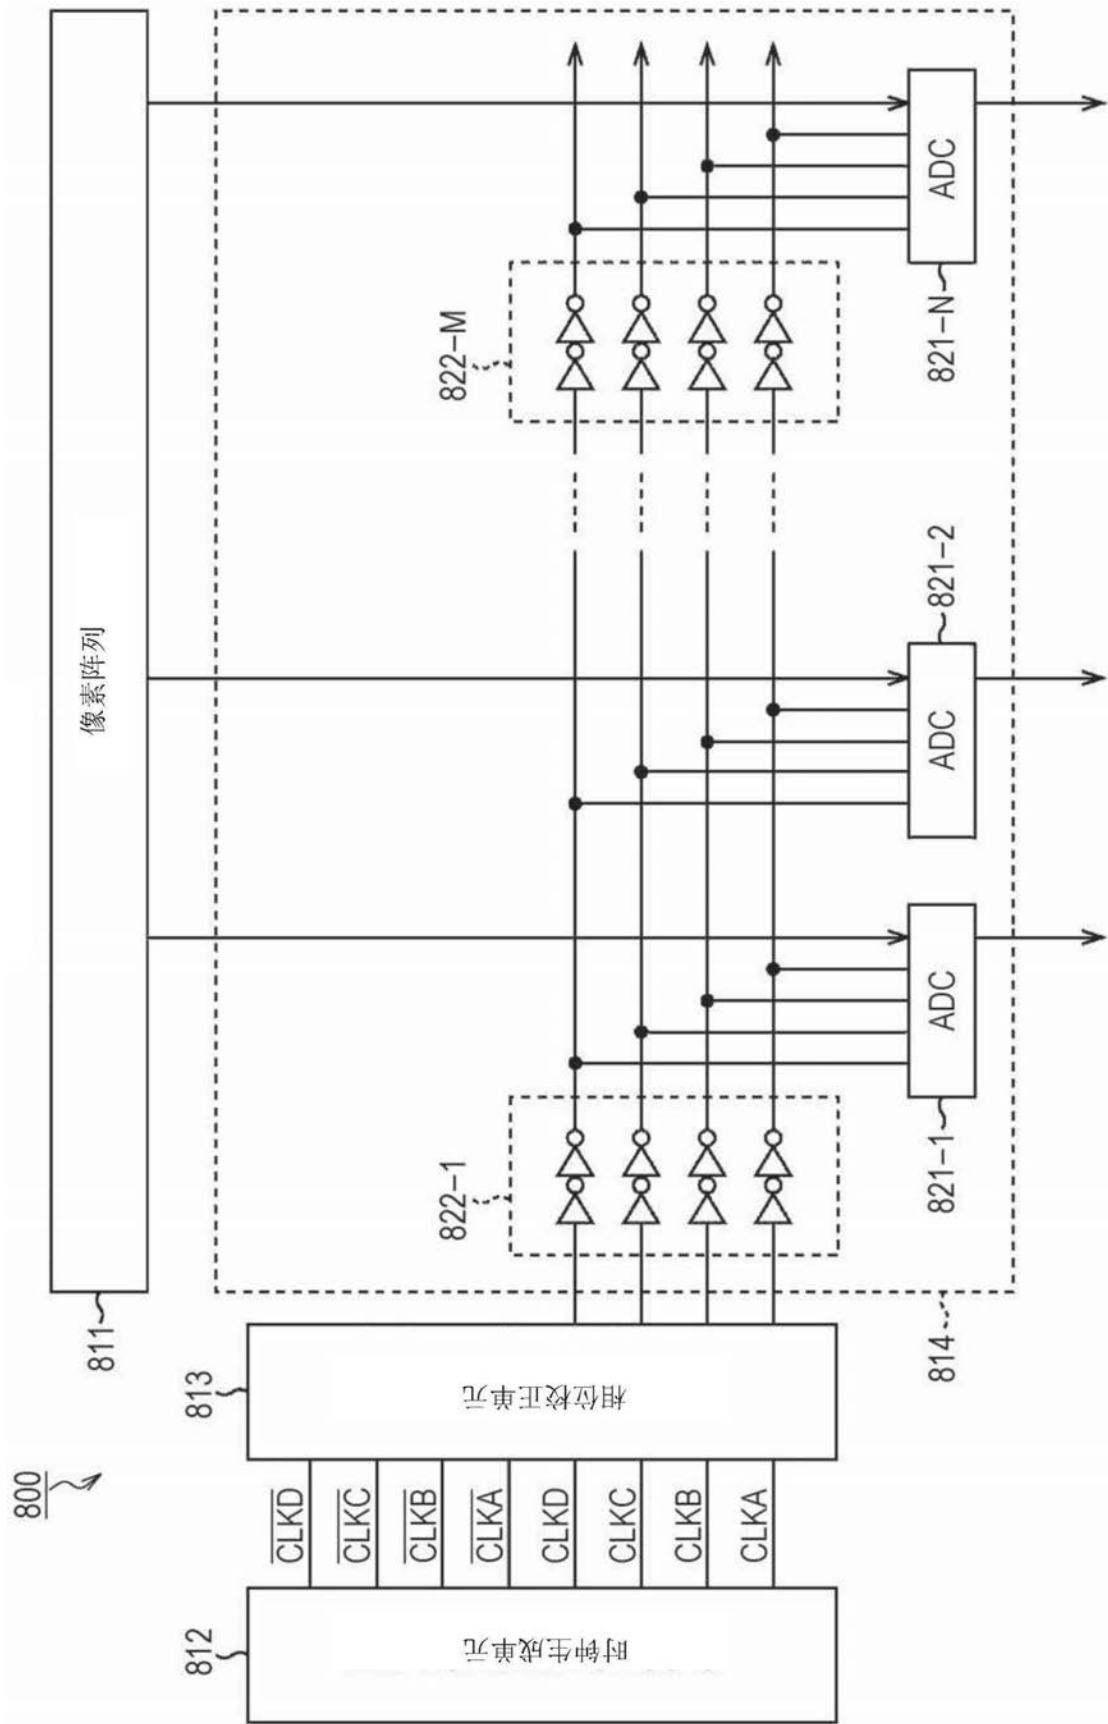 800
811
像素阵列
812
时钟生成单元
CLKD
CLKC
CLKB
CLKA
CLKD
CLKC
CLKB
CLKA
813
相位校正单元
814
822-1
822-M
ADC
821-1
ADC
821-2
ADC
821-N